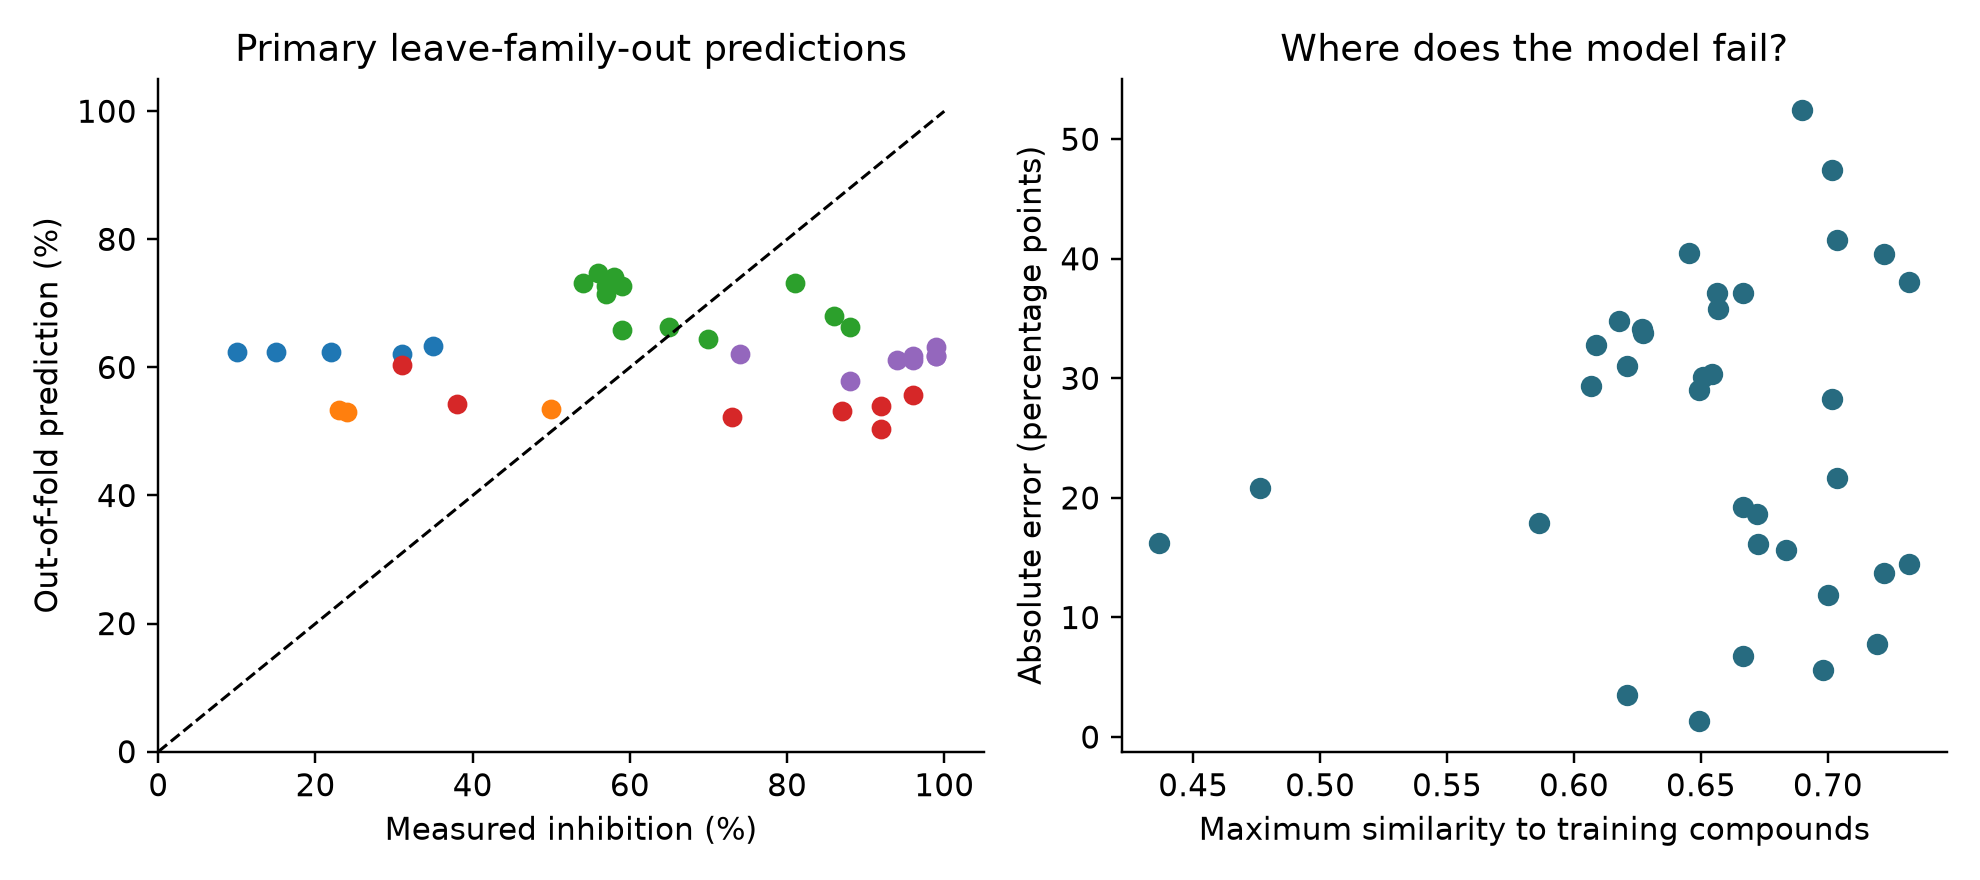 Primary leave-family-out predictions
Out-of-fold prediction (%)
100
80
60
40
20
0
0 20 40 60 80 100
Measured inhibition (%)
Where does the model fail?
Absolute error (percentage points)
50
40
30
20
10
0
0.45 0.50 0.55 0.60 0.65 0.70
Maximum similarity to training compounds